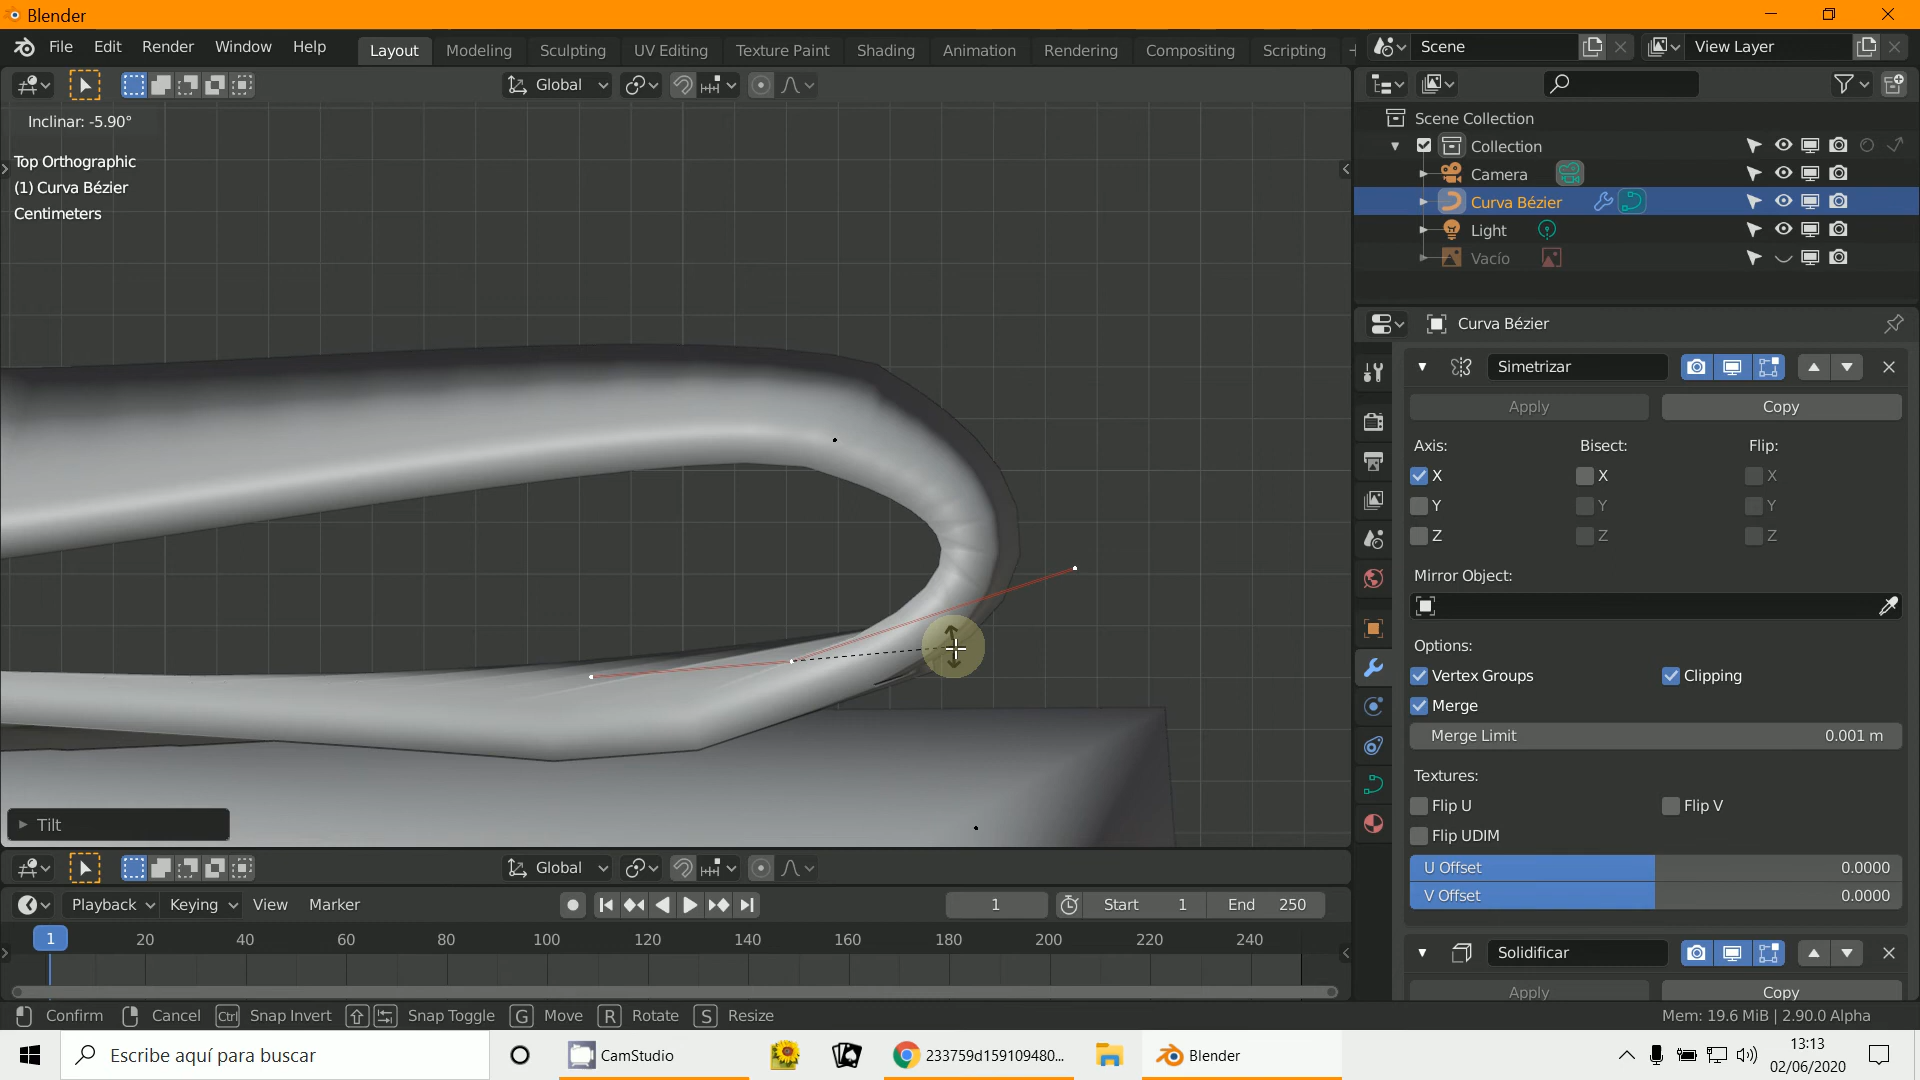 Blender
File Edit Render Window Help Layout Modeling Sculpting UV Editing Texture Paint Shading Animation Rendering Compositing Scripting Scene View Layer
Global
Inclinar: -5.90°
Top Orthographic
(1) Curva Bézier
Centimeters
Scene Collection
Collection
Camera
Curva Bézier
Light
Vacío
Curva Bézier
Simetrizar
Apply Copy
Axis: Bisect: Flip:
X X X
Y Y Y
Z Z Z
Mirror Object:
Options:
Vertex Groups Clipping
Merge
Merge Limit 0.001 m
Textures:
Flip U Flip V
Flip UDIM
U Offset 0.0000
V Offset 0.0000
Solidificar
Apply Copy
Tilt
Global
Playback Keying View Marker 1 Start 1 End 250
1 20 40 60 80 100 120 140 160 180 200 220 240
Confirm Cancel Ctrl Snap Invert Snap Toggle G Move R Rotate S Resize Mem: 19.6 MiB | 2.90.0 Alpha
Escribe aquí para buscar CamStudio 233759d159109480... Blender 13:13
02/06/2020